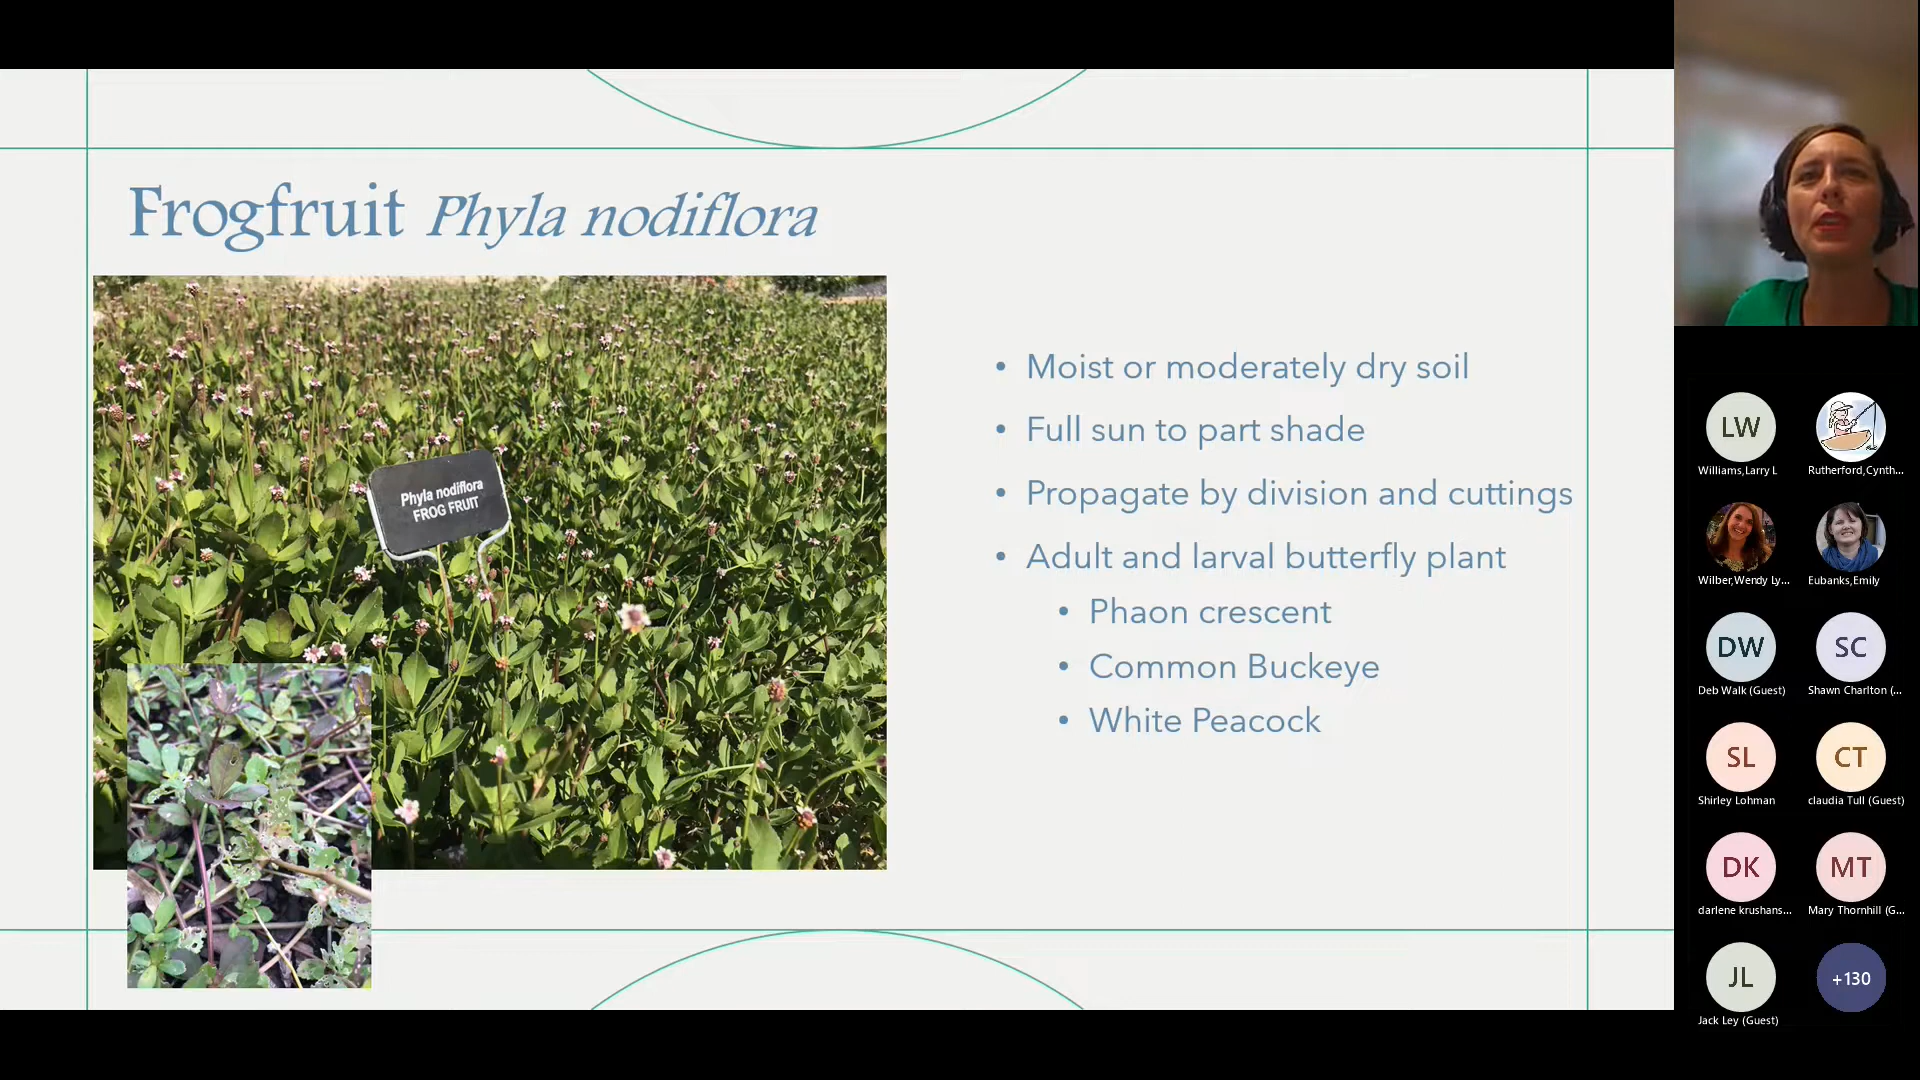 Frogfruit Phyla nodiflora
Phyla nodiflora
FROG FRUIT
• Moist or moderately dry soil
• Full sun to part shade
• Propagate by division and cuttings
• Adult and larval butterfly plant
• Phaon crescent
• Common Buckeye
• White Peacock
LW
Williams,Larry L
Rutherford,Cynth...
Wilber,Wendy Ly...
Eubanks,Emily
DW
Deb Walk (Guest)
SC
Shawn Charlton (...
SL
Shirley Lohman
CT
claudia Tull (Guest)
DK
darlene krushans...
MT
Mary Thornhill (G...
JL
Jack Ley (Guest)
+130